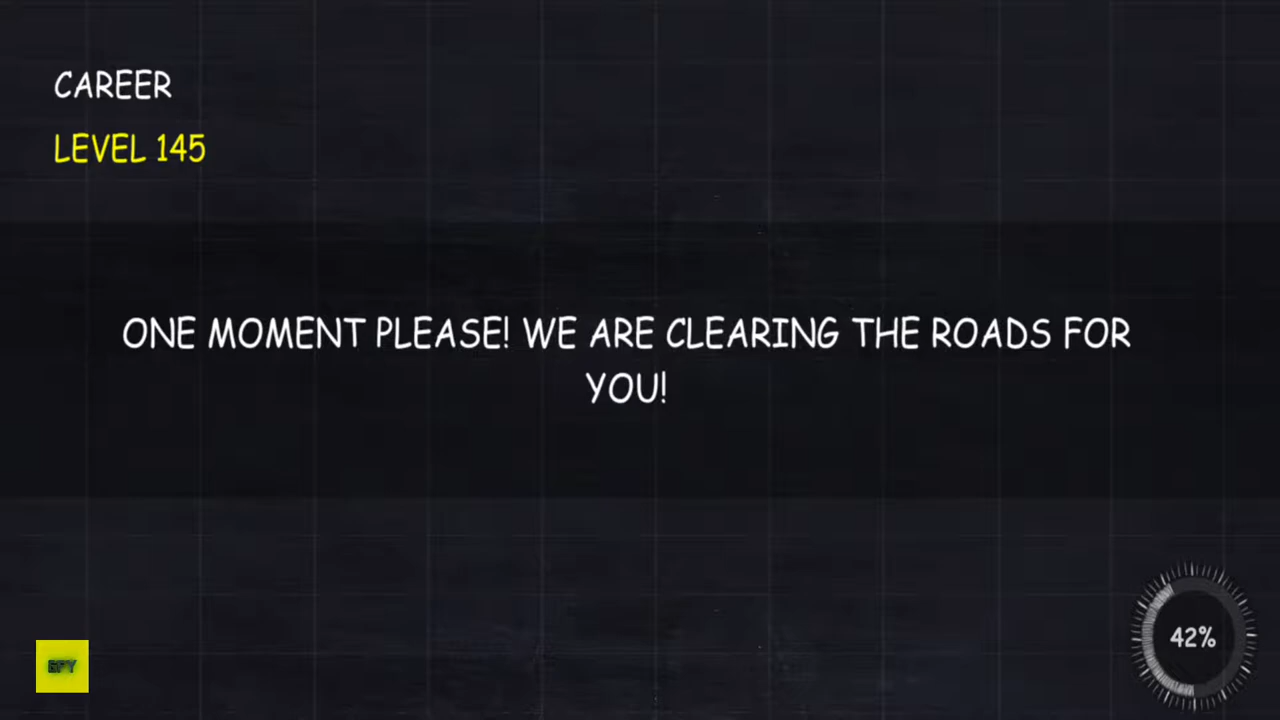 CAREER
LEVEL 145
ONE MOMENT PLEASE! WE ARE CLEARING THE ROADS FOR
YOU!
42%